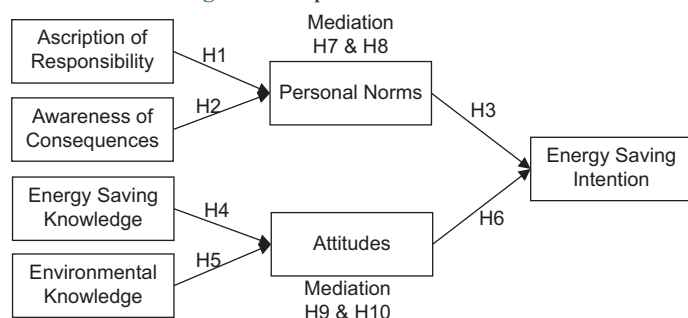 Mediation
H7 & H8
Ascription of
Responsibility
H1
Personal Norms
H2
Awareness of
Consequences
H3
Energy Saving
Intention
Energy Saving
Knowledge
H4
Attitudes
H6
H5
Environmental
Knowledge
Mediation
H9 & H10